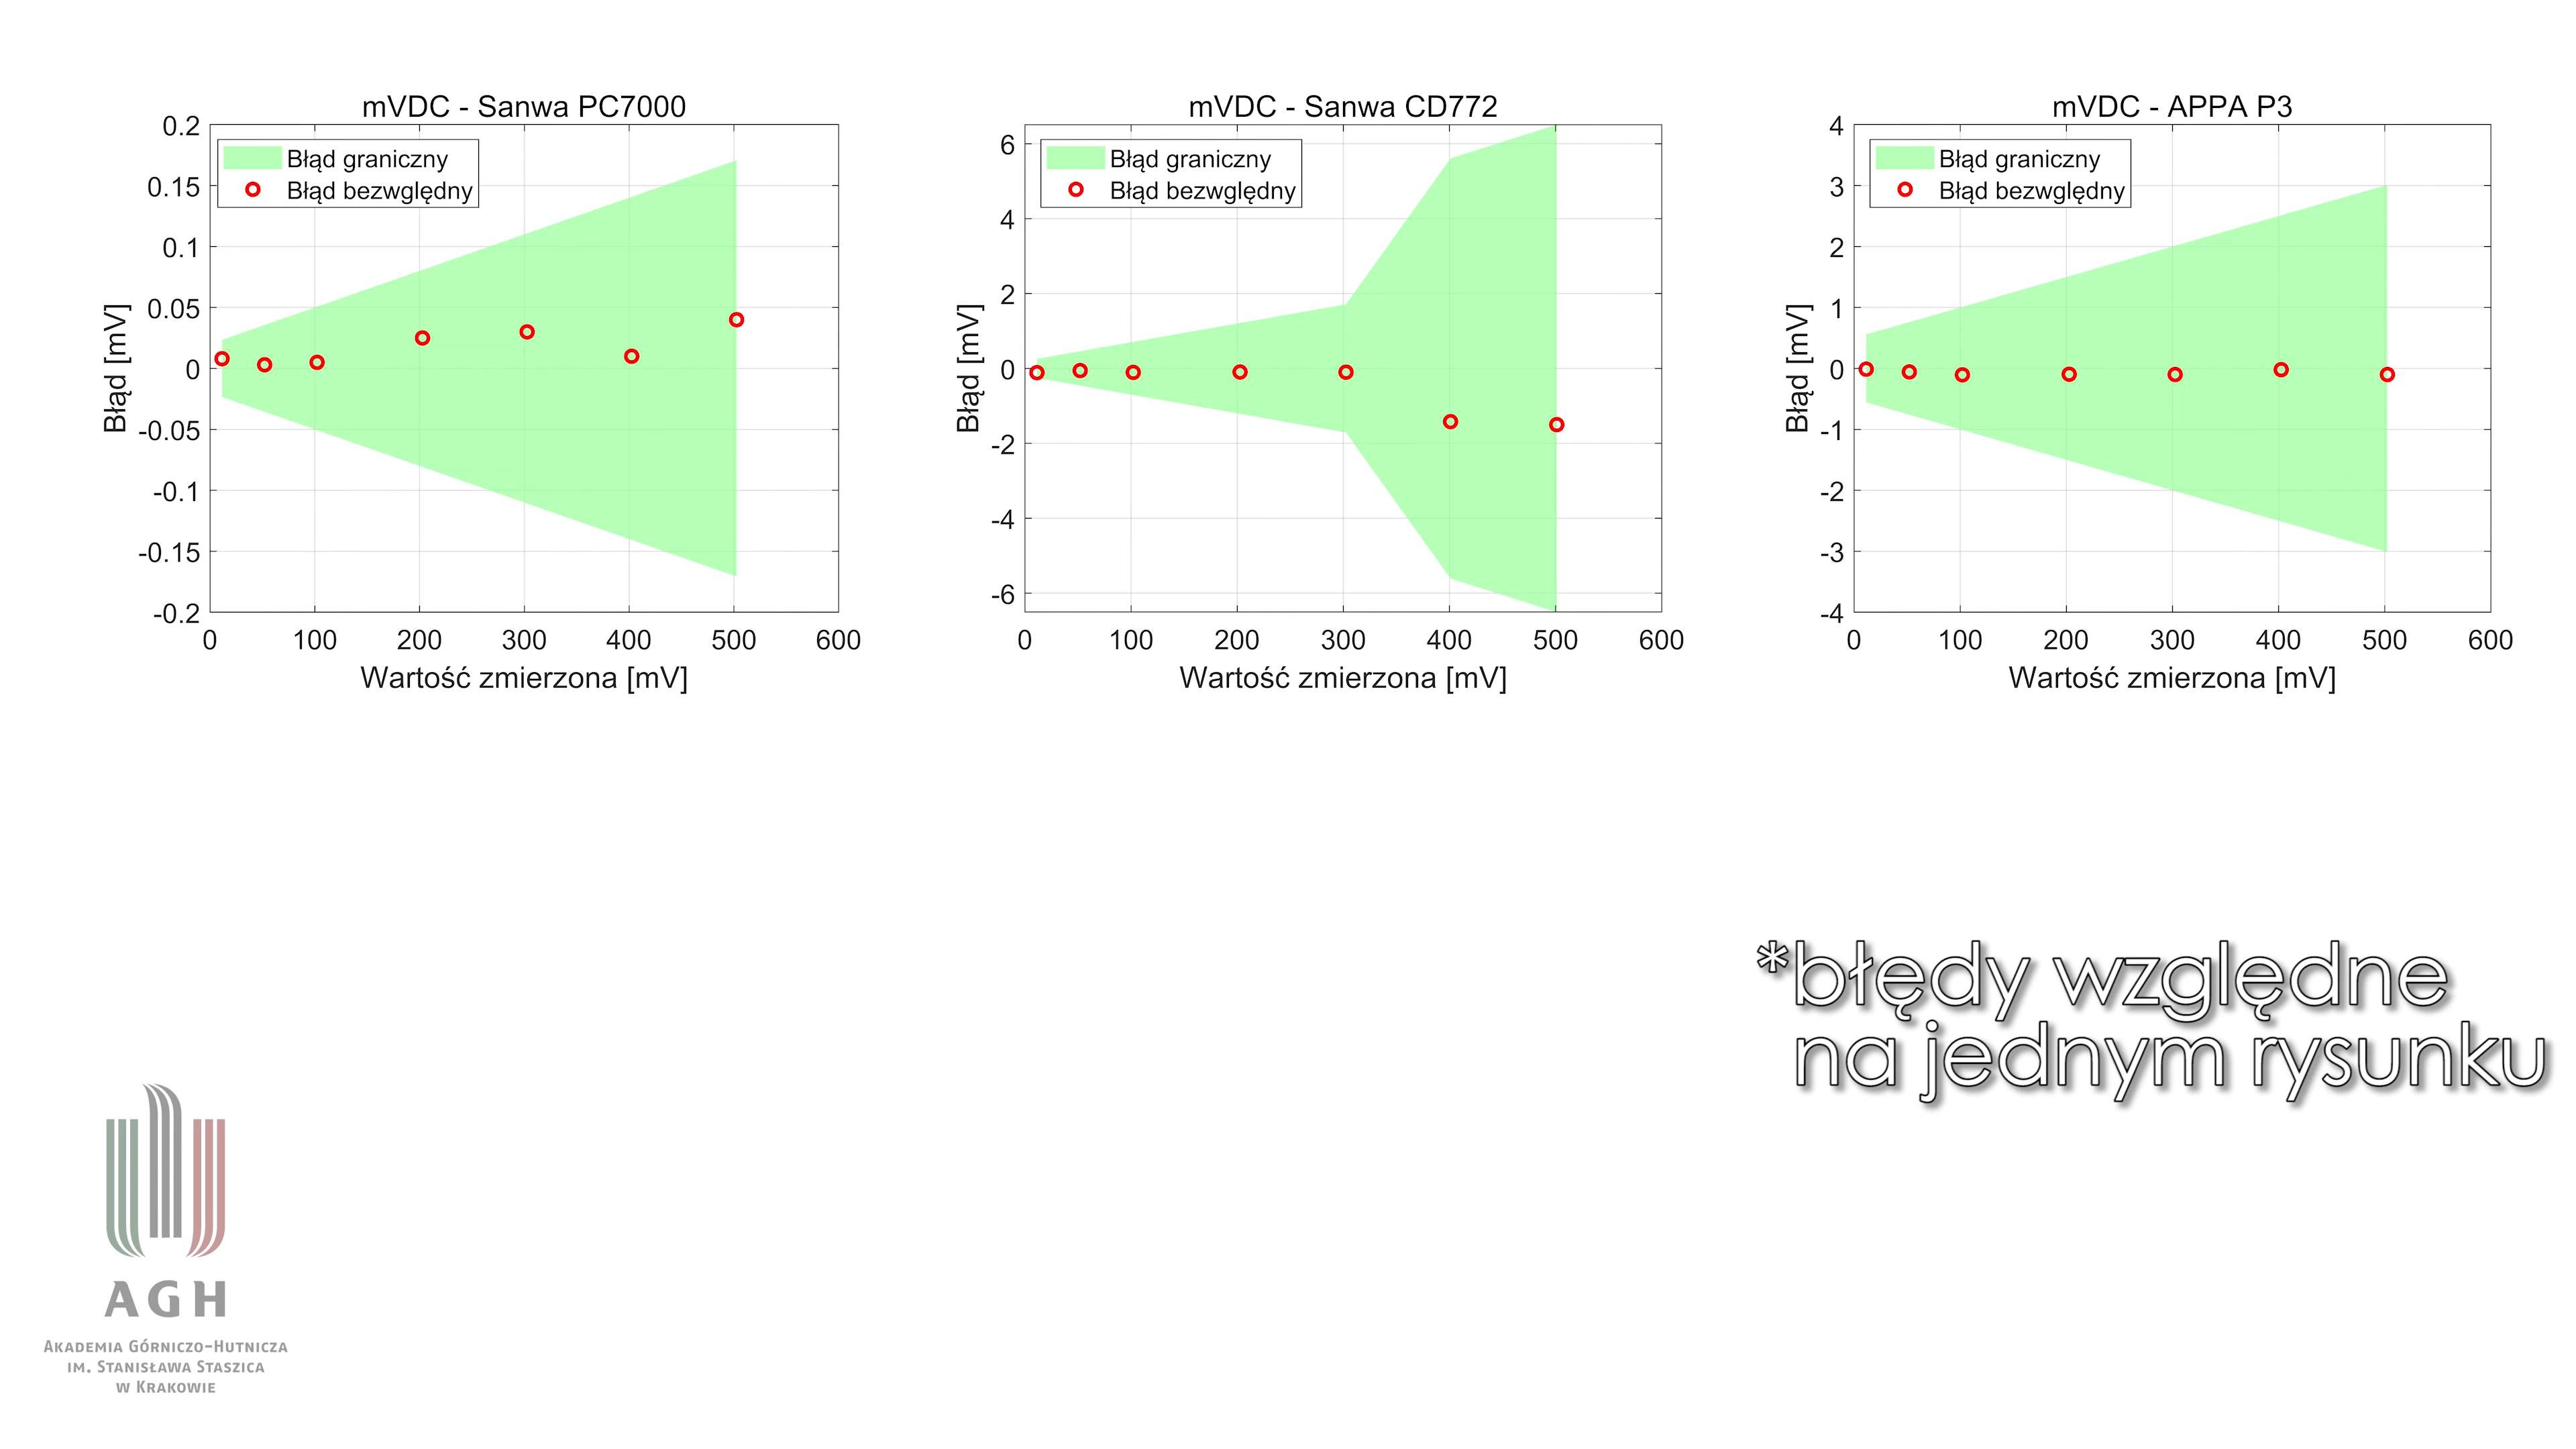 mVDC - Sanwa PC7000
0.2
0.15
0.1
0.05
0
-0.05
-0.1
-0.15
-0.2
Błąd [mV]
Błąd graniczny
Błąd bezwględny
0 100 200 300 400 500 600
Wartość zmierzona [mV]
mVDC - Sanwa CD772
6
4
2
0
-2
-4
-6
Błąd [mV]
Błąd graniczny
Błąd bezwględny
0 100 200 300 400 500 600
Wartość zmierzona [mV]
mVDC - APPA P3
4
3
2
1
0
-1
-2
-3
-4
Błąd [mV]
Błąd graniczny
Błąd bezwględny
0 100 200 300 400 500 600
Wartość zmierzona [mV]
*błędy względne
na jednym rysunku
AGH
AKADEMIA GÓRNICZO-HUTNICZA
IM. STANISŁAWA STASZICA
W KRAKOWIE